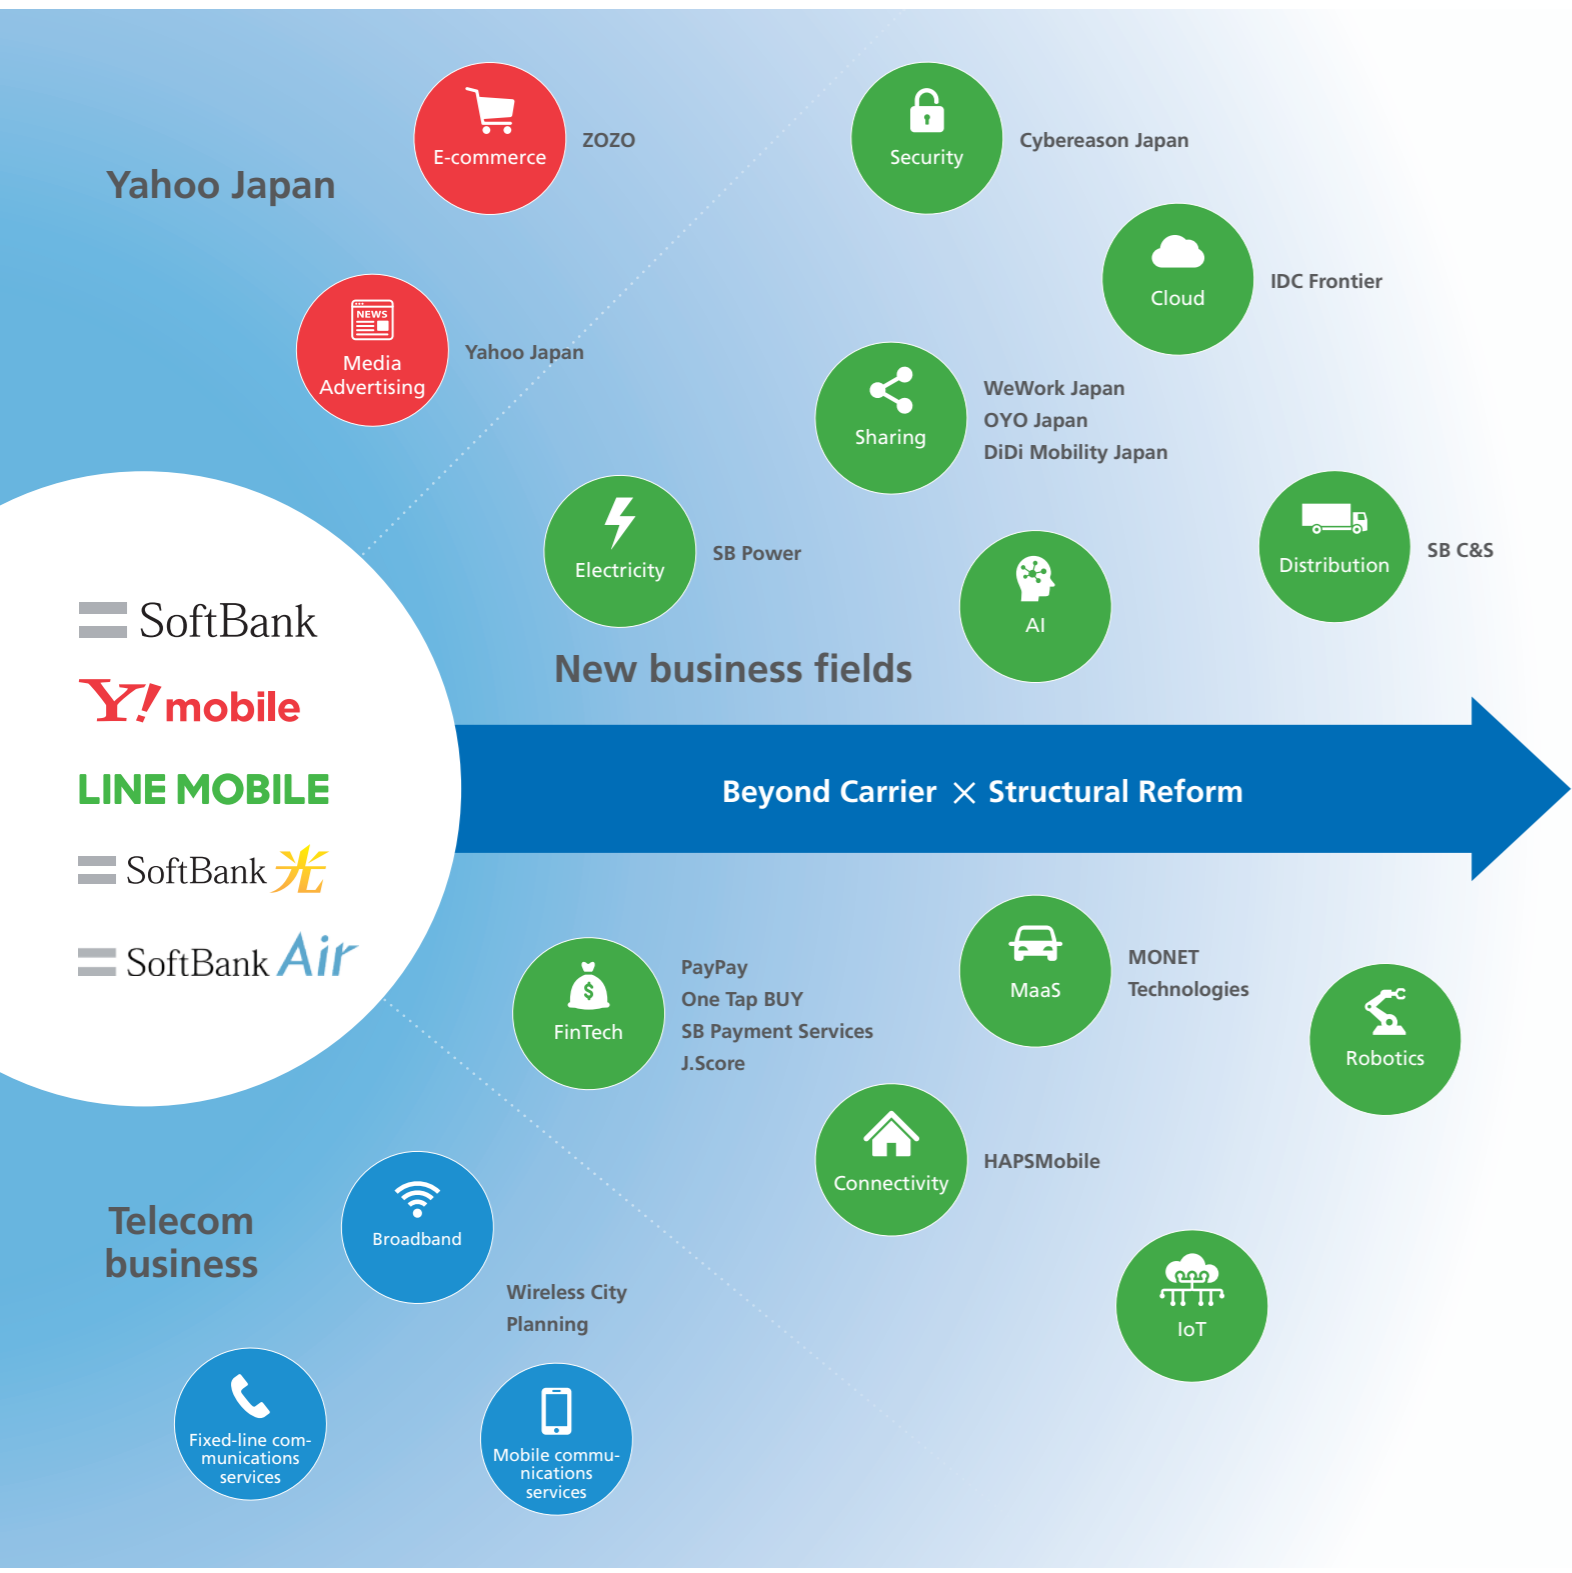 Yahoo Japan
E-commerce
ZOZO
NEWS
Media
Advertising
Yahoo Japan
Security
Cybereason Japan
Cloud
IDC Frontier
Sharing
WeWork Japan
OYO Japan
DiDi Mobility Japan
Electricity
SB Power
AI
Distribution
SB C&S
New business fields
SoftBank
Y! mobile
LINE MOBILE
SoftBank 光
SoftBank Air
Beyond Carrier × Structural Reform
$
FinTech
PayPay
One Tap BUY
SB Payment Services
J.Score
MaaS
MONET
Technologies
Robotics
Connectivity
HAPSMobile
IoT
Telecom
business
Broadband
Wireless City
Planning
Fixed-line com-
munications
services
Mobile commu-
nications
services